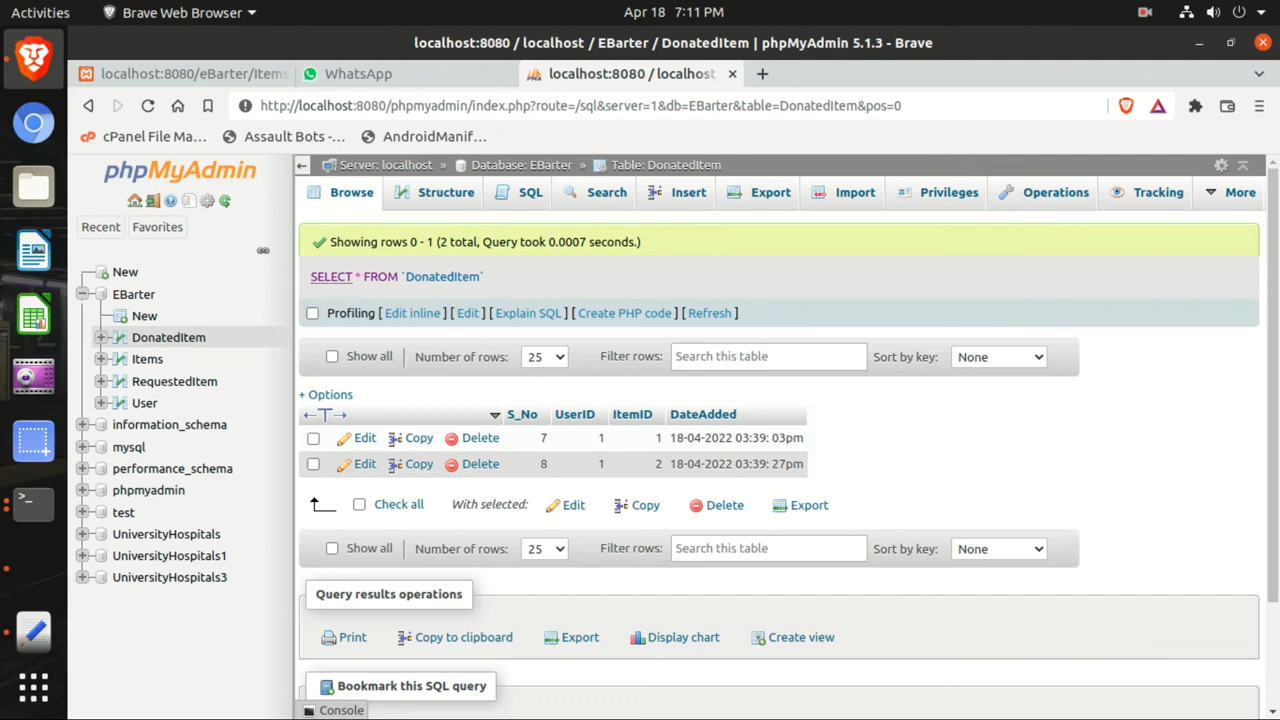 Activities Brave Web Browser Apr 18 7:11 PM
localhost:8080 / localhost / EBarter / DonatedItem | phpMyAdmin 5.1.3 - Brave
localhost:8080/eBarter/Items WhatsApp localhost:8080 / localhost
http://localhost:8080/phpmyadmin/index.php?route=/sql&server=1&db=EBarter&table=DonatedItem&pos=0
cPanel File Ma... Assault Bots -... AndroidManif...
phpMyAdmin
Recent Favorites
New
EBarter
New
DonatedItem
Items
RequestedItem
User
information_schema
mysql
performance_schema
phpmyadmin
test
UniversityHospitals
UniversityHospitals1
UniversityHospitals3
Server: localhost » Database: EBarter » Table: DonatedItem
Browse Structure SQL Search Insert Export Import Privileges Operations Tracking More
Showing rows 0 - 1 (2 total, Query took 0.0007 seconds.)
SELECT * FROM `DonatedItem`
Profiling [ Edit inline ] [ Edit ] [ Explain SQL ] [ Create PHP code ] [ Refresh ]
Show all Number of rows: 25 Filter rows: Search this table Sort by key: None
+ Options
←T→ S_No UserID ItemID DateAdded
Edit Copy Delete 7 1 1 18-04-2022 03:39: 03pm
Edit Copy Delete 8 1 2 18-04-2022 03:39: 27pm
Check all With selected: Edit Copy Delete Export
Show all Number of rows: 25 Filter rows: Search this table Sort by key: None
Query results operations
Print Copy to clipboard Export Display chart Create view
Bookmark this SQL query
Console